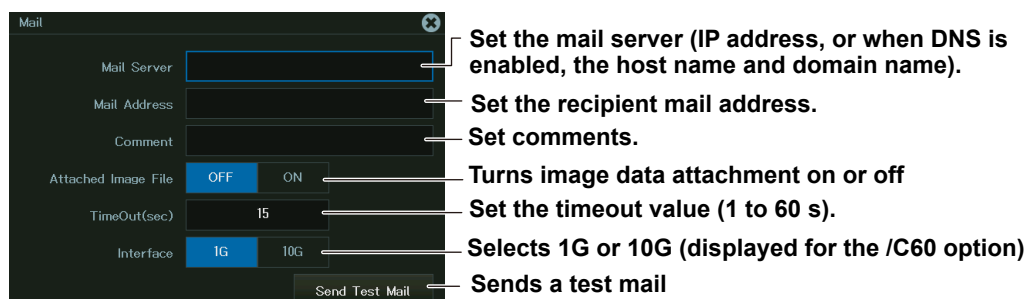 Mail
Mail Server
Set the mail server (IP address, or when DNS is
enabled, the host name and domain name).
Mail Address
Set the recipient mail address.
Comment
Set comments.
Attached Image File OFF ON
Turns image data attachment on or off
TimeOut(sec) 15
Set the timeout value (1 to 60 s).
Interface 1G 10G
Selects 1G or 10G (displayed for the /C60 option)
Send Test Mail
Sends a test mail